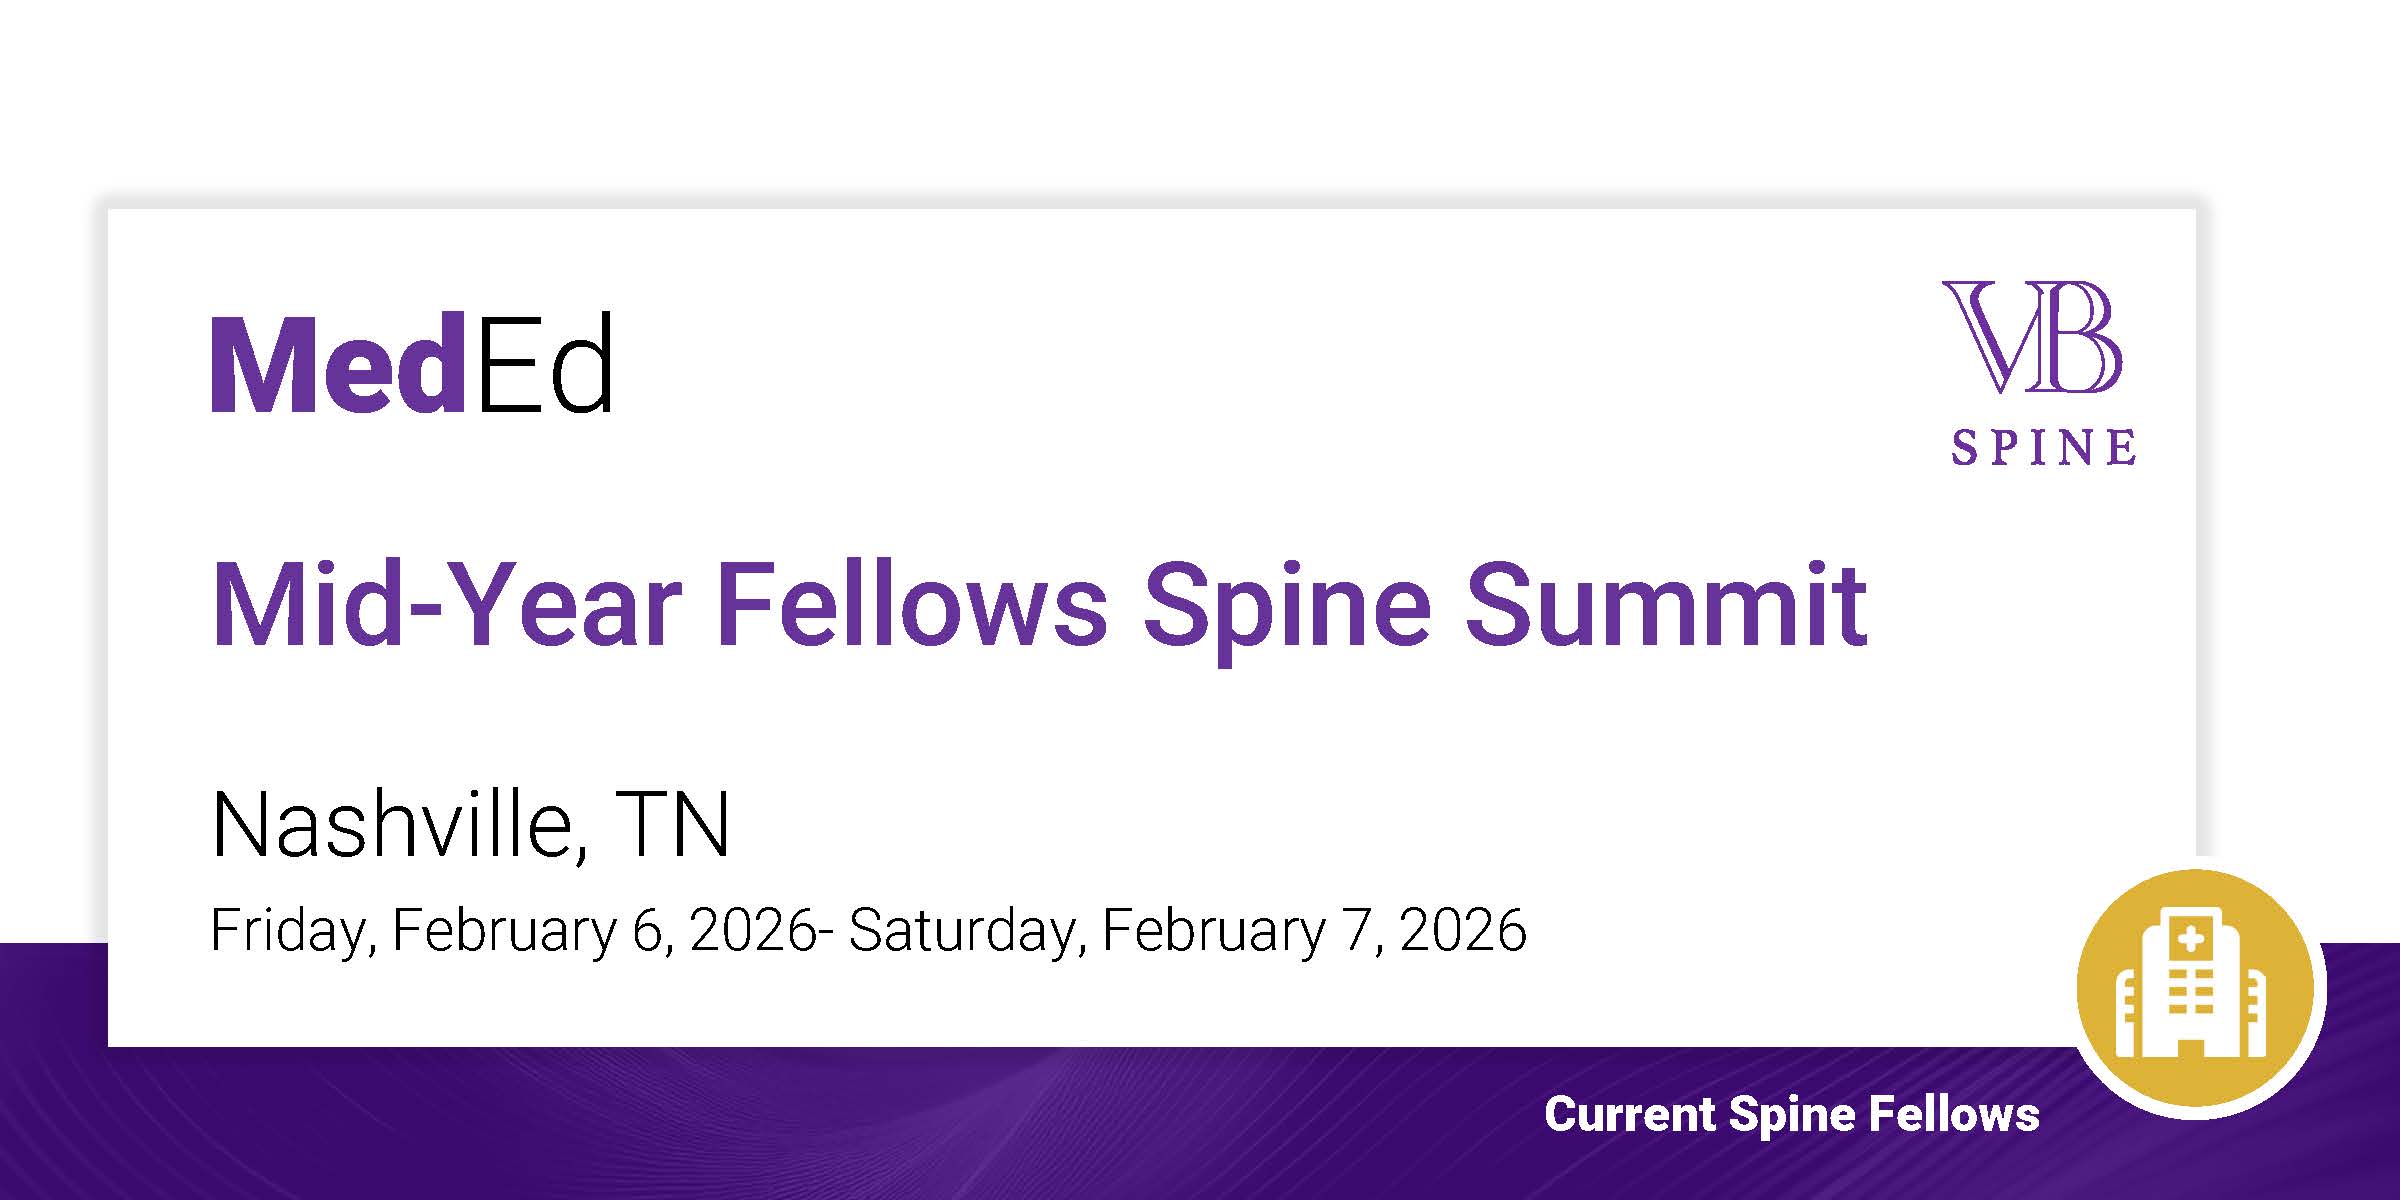 MedEd
VB
SPINE
Mid-Year Fellows Spine Summit
Nashville, TN
Friday, February 6, 2026- Saturday, February 7, 2026
Current Spine Fellows